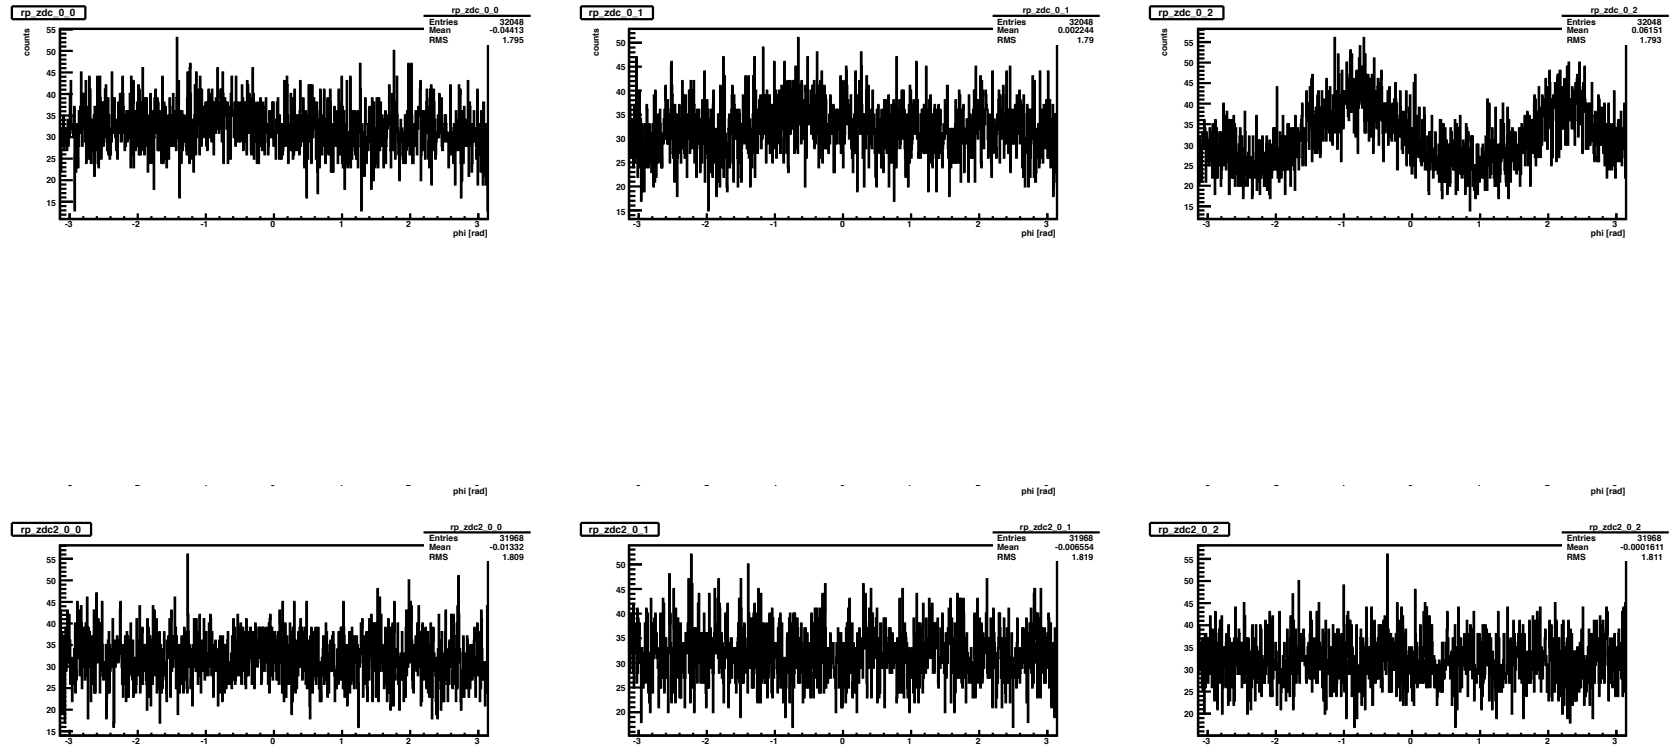 rp_zdc_0_0
rp_zdc_0_0
Entries 32048
Mean -0.04413
RMS 1.795
counts
55
50
45
40
35
30
25
20
15
-3 -2 -1 0 1 2 3
phi [rad]
rp_zdc_0_1
rp_zdc_0_1
Entries 32048
Mean 0.002244
RMS 1.79
counts
50
45
40
35
30
25
20
15
-3 -2 -1 0 1 2 3
phi [rad]
rp_zdc_0_2
rp_zdc_0_2
Entries 32048
Mean 0.06151
RMS 1.793
counts
55
50
45
40
35
30
25
20
15
-3 -2 -1 0 1 2 3
phi [rad]
phi [rad]
phi [rad]
phi [rad]
rp_zdc2_0_0
rp_zdc2_0_0
Entries 31968
Mean -0.01332
RMS 1.809
55
50
45
40
35
30
25
20
15
-3 -2 -1 0 1 2 3
rp_zdc2_0_1
rp_zdc2_0_1
Entries 31968
Mean -0.006554
RMS 1.819
50
45
40
35
30
25
20
-3 -2 -1 0 1 2 3
rp_zdc2_0_2
rp_zdc2_0_2
Entries 31968
Mean -0.0001611
RMS 1.811
55
50
45
40
35
30
25
20
-3 -2 -1 0 1 2 3